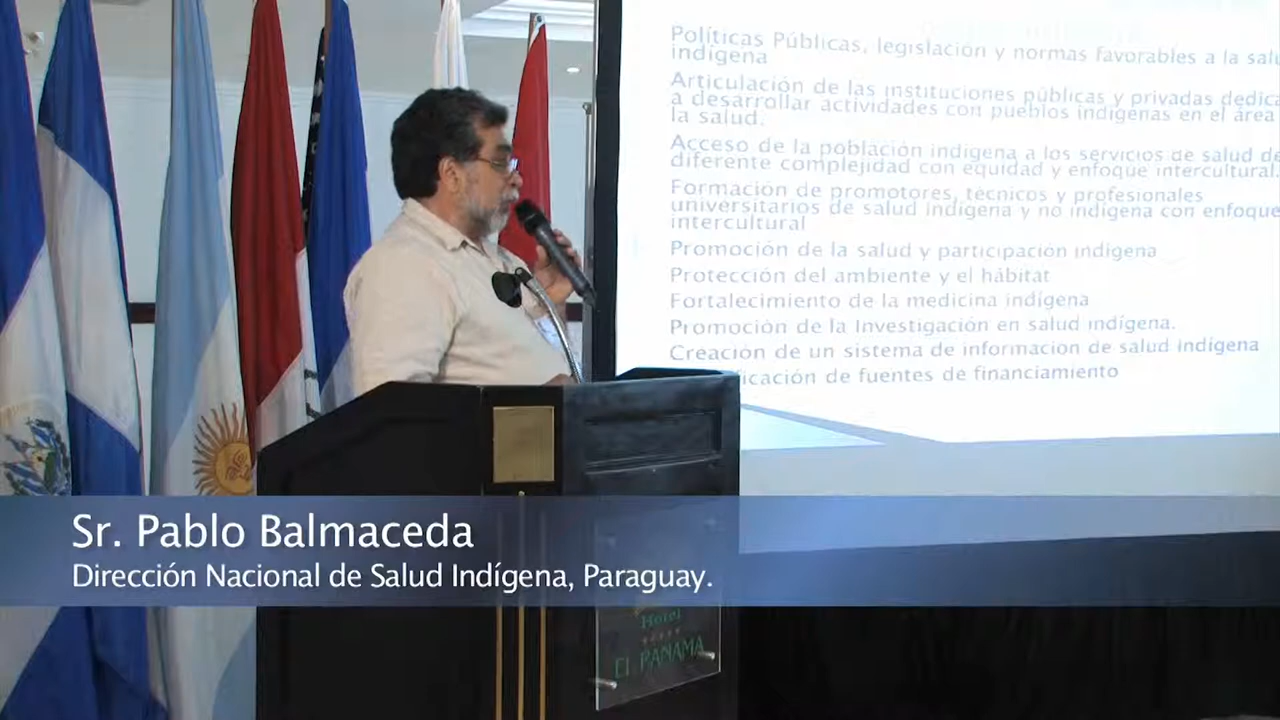 Políticas Públicas, legislación y normas favorables a la salu
indígena
Articulación de las instituciones públicas y privadas dedica
a desarrollar actividades con pueblos indígenas en el área
la salud.
Acceso de la población indígena a los servicios de salud de
diferente complejidad con equidad y enfoque intercultural.
Formación de promotores, técnicos y profesionales
universitarios de salud indígena y no indígena con enfoque
intercultural
Promoción de la salud y participación indígena
Protección del ambiente y el hábitat
Fortalecimiento de la medicina indígena
Promoción de la Investigación en salud indígena.
Creación de un sistema de informacion de salud indígena
icación de fuentes de financiamiento
Sr. Pablo Balmaceda
Dirección Nacional de Salud Indígena, Paraguay.
Hotel
El PANAMA